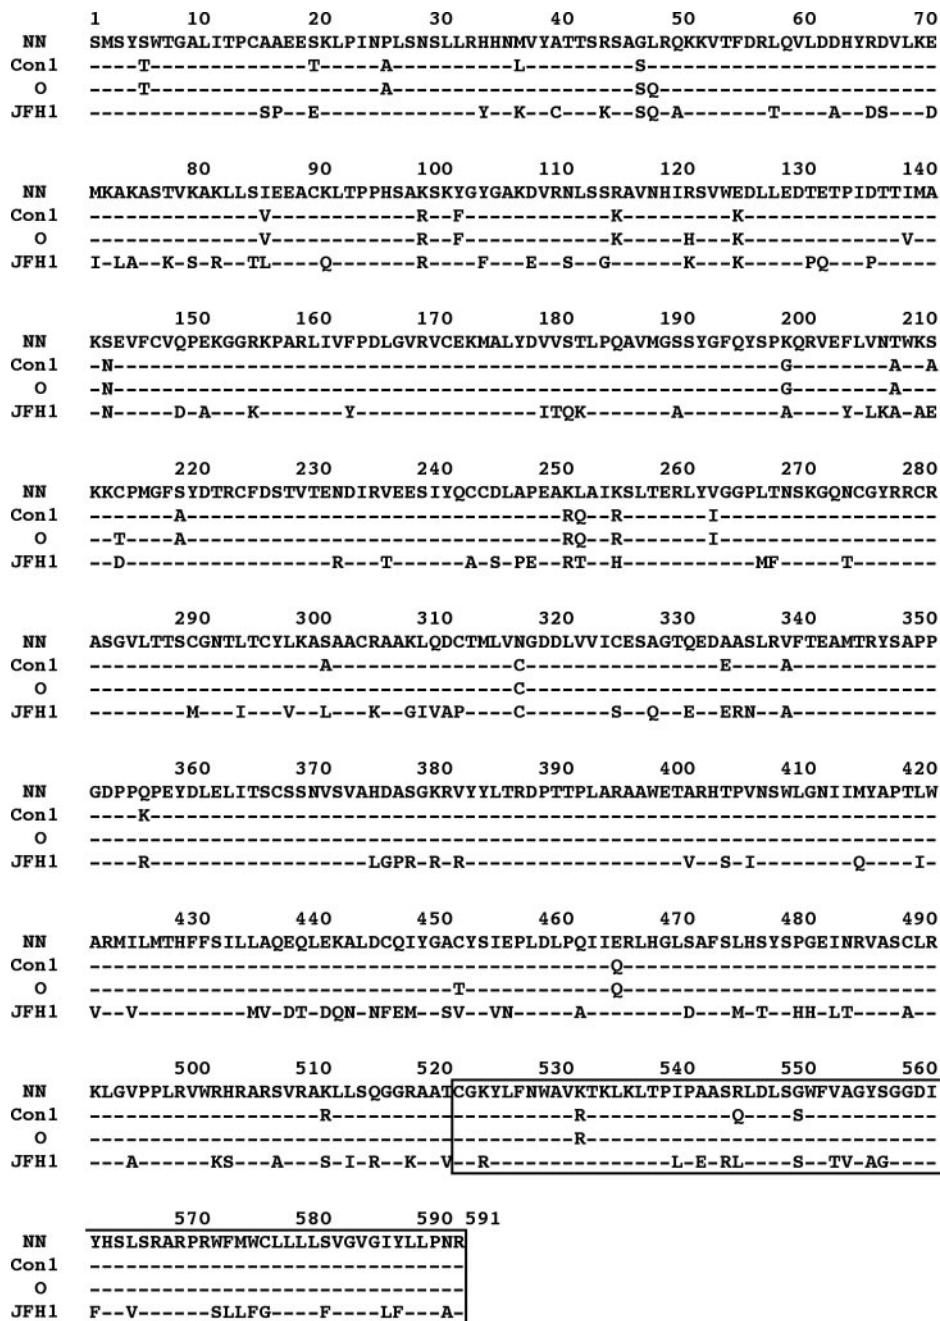 1 10 20 30 40 50 60 70
NN SMSYSWTGALITPCAAEESKLPINPLSNSLLRHHNMVYATTSRSAGLRQKKVTFDRLQVLDDHYRDVLKE
Con1 ----T-------------T-----A----------L---------S------------------------
O ----T-------------------A--------------------SQ-----------------------
JFH1 --------------SP--E-------------Y--K--C---K--SQ-A-------T----A--DS---D
80 90 100 110 120 130 140
NN MKAKASTVKAKLLSIEEACKLTPPHSAKSKYGYGAKDVRNLSSRAVNHIRSVWEDLLEDTETPIDTTIMA
Con1 --------------V------------R--F------------K---------K----------------
O --------------V------------R--F------------K-----H---K-------------V--
JFH1 I-LA--K-S-R--TL----Q-------R----F---D--S--G------K---K-----PQ---P-----
150 160 170 180 190 200 210
NN KSEVFCVQPEKGGRKPARLIVFPDLGVRVCEKMALYDVVSTLPQAVMGSSYGFQYSPKQRVEFLVNTWKS
Con1 -N-------------------------------------------------------G--------A--A
O -N-------------------------------------------------------G--------A---
JFH1 -N-----D-A---K-------F---------------ITQK-------A--------A----Y-LKA-AE
220 230 240 250 260 270 280
NN KKCPMGFSYDTRCFDSTVTENDIRVEESIYQCCDLAPEAKLAIKSLTERLYVGGPLTNSKGQNCGYRRCR
Con1 -------A-------------------------------RQ--R-------I------------------
O --T----A-------------------------------RQ--R-------I------------------
JFH1 --D-----------------R---T------A-S-PE--RT--H-----------MF-----T-------
290 300 310 320 330 340 350
NN ASGVLTTSCGNTLTCYLKASAACRAAKLQDCTMLVNGDDLVVICESAGTQEDAASLRVFTEAMTRYSAPP
Con1 -------------------A---------------C----------------E----A------------
O -----------------------------------C----------------------------------
JFH1 --------M---I---V--L---K--GIVAP----C-------S--Q--E--ERN--A------------
360 370 380 390 400 410 420
NN GDPPQPEYDLELITSCSSNVSVAHDASGKRVYYLTRDPTTPLARAAWETARHTPVNSWLGNIIMYAPTLW
Con1 ----K-----------------------------------------------------------------
O ----------------------------------------------------------------------
JFH1 ----R------------------LGPR-K-R------------------V--S-I--------Q----I-
430 440 450 460 470 480 490
NN ARMILMTHFFSILLAQEQLEKALDCQIYGACYSIEPLDLPQIIERLHGLSAFSLHSYSPGEINRVASCLR
Con1 -------------------------------------------Q--------------------------
O ------------------------------T------------Q--------------------------
JFH1 V--V---------MV-DT-DQN-NFEM--SV--VN-----A--------D---M-T--HH-LT----A--
500 510 520 530 540 550 560
NN KLGVPPLRVWRHRARSVRAKLLSQGGRAATCGKYLFNWAVKTKLKLTPIPAASRLDLSGWFVAGYSGGDI
Con1 -------------------R--------------------R------------Q----S-----------
O ----------------------------------------R-----------------------------
JFH1 ---A------KS---A---S-I-R--K--V--R---------------L-E-RL----S--TV-AG----
570 580 590 591
NN YHSLSRARPRWFMWCLLLLSVGVGIYLLPNR
Con1 -------------------------------
O -------------------------------
JFH1 F--V------SLLFG----F----LF---A-